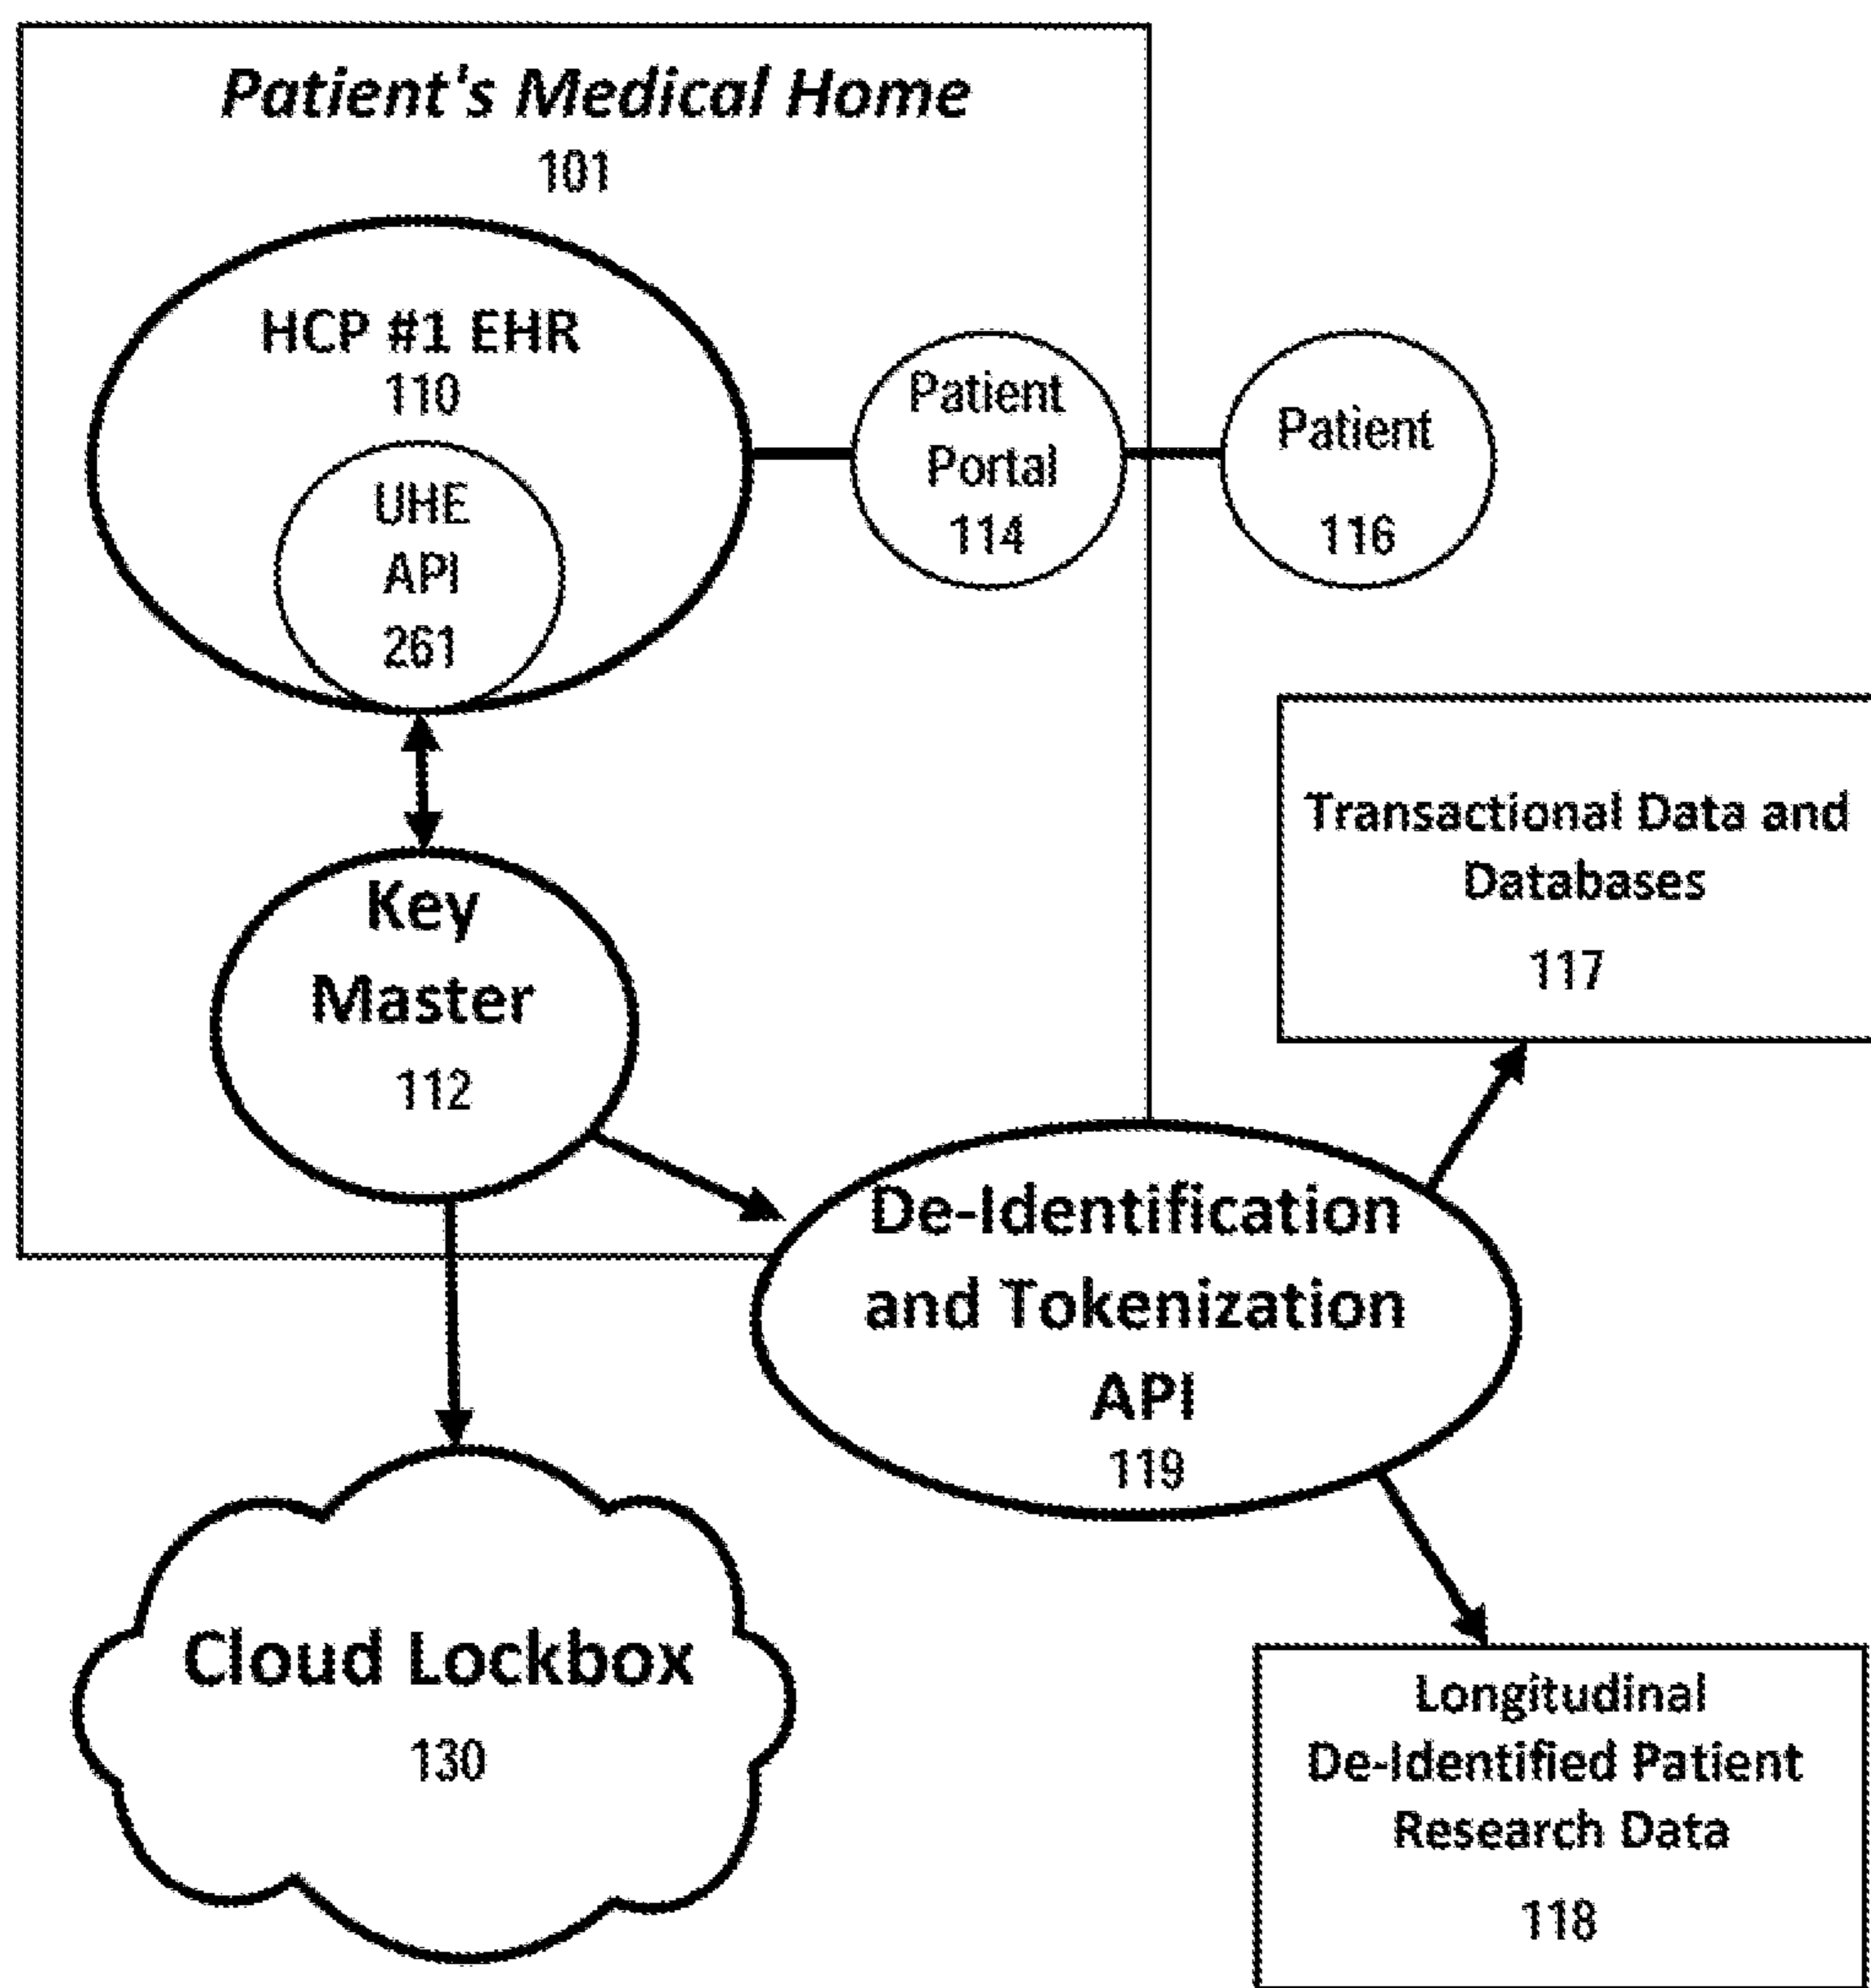 Patient's Medical Home
101
HCP #1 EHR
110
UHE
API
261
Patient
Portal
114
Patient
116
Key
Master
112
Transactional Data and
Databases
117
De-Identification
and Tokenization
API
119
Cloud Lockbox
130
Longitudinal
De-Identified Patient
Research Data
118